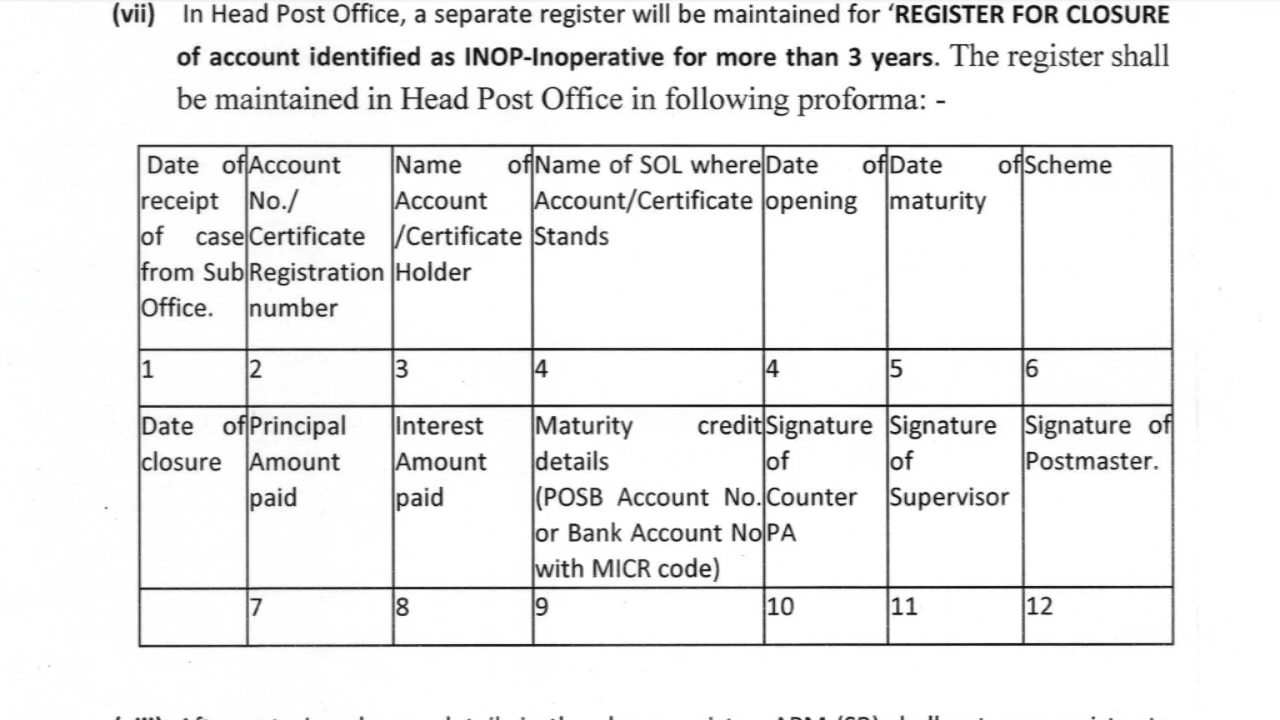 (vii) In Head Post Office, a separate register will be maintained for ‘REGISTER FOR CLOSURE
of account identified as INOP-Inoperative for more than 3 years. The register shall
be maintained in Head Post Office in following proforma: -
Date of receipt of case from Sub Office. | Account No./ Certificate Registration number | Name of Account /Certificate Holder | Name of SOL where Account/Certificate Stands | Date of opening | Date of maturity | Scheme
1 | 2 | 3 | 4 | 4 | 5 | 6
Date of closure | Principal Amount paid | Interest Amount paid | Maturity credit details (POSB Account No. or Bank Account No with MICR code) | Signature of Counter PA | Signature of Supervisor | Signature of Postmaster.
 | 7 | 8 | 9 | 10 | 11 | 12